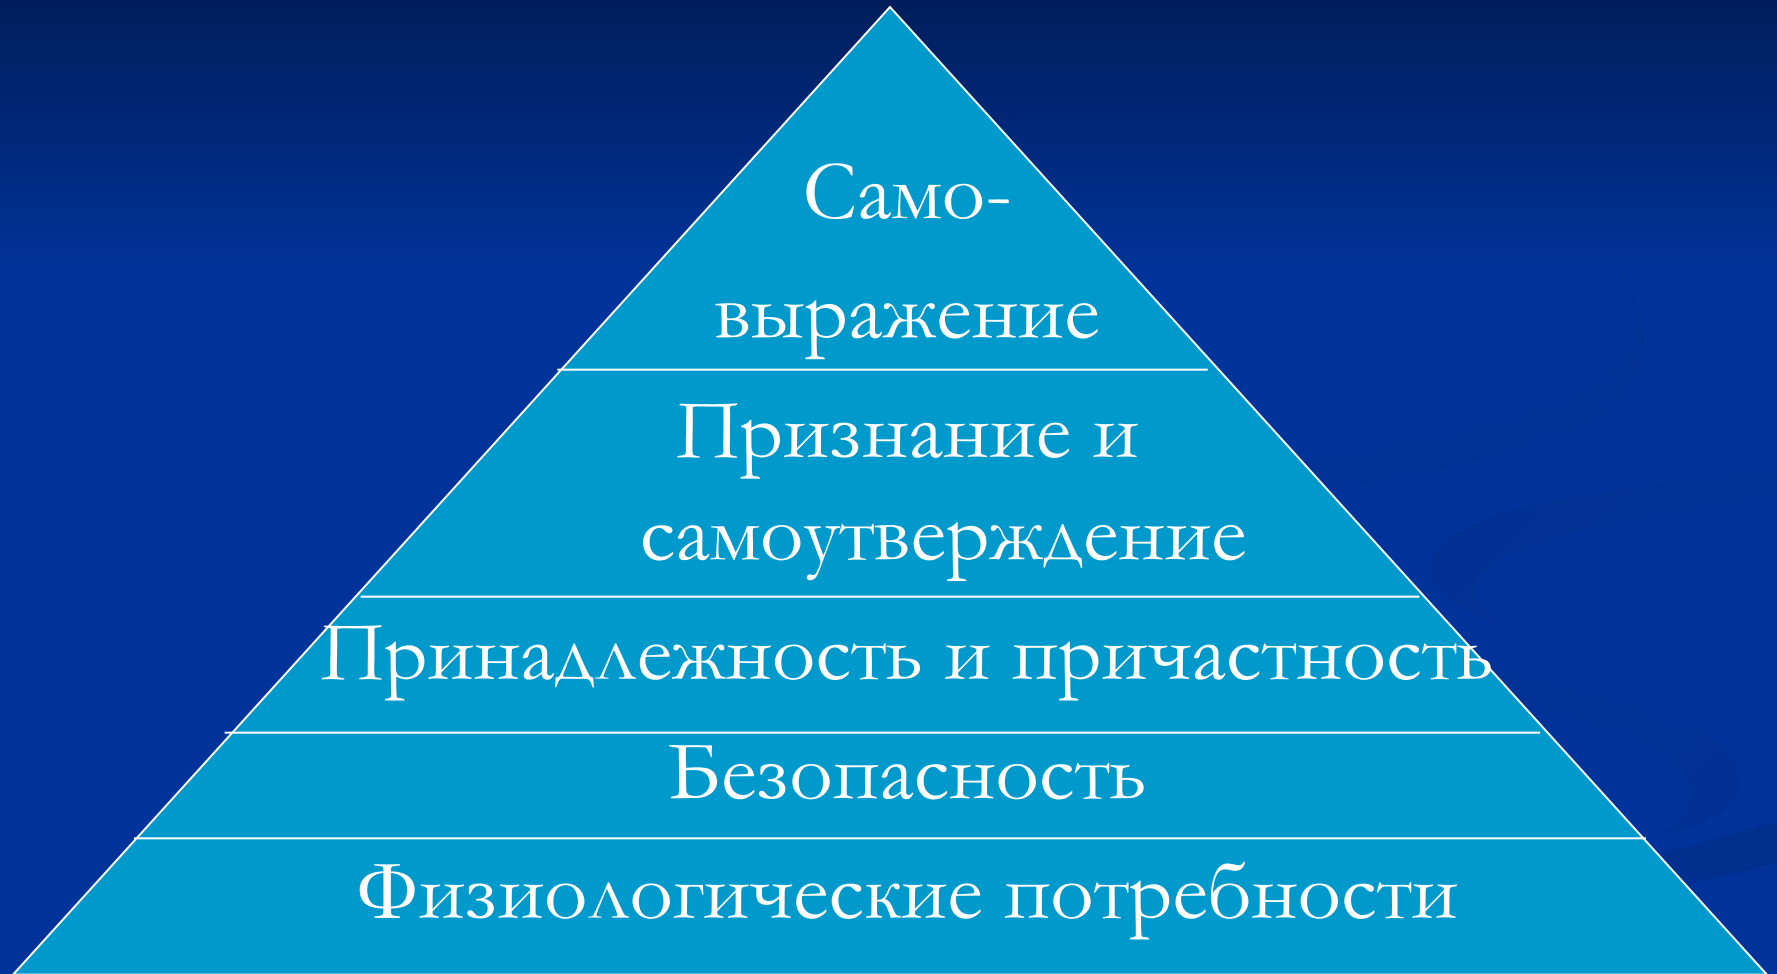 Само-
выражение
Признание и
самоутверждение
Принадлежность и причастность
Безопасность
Физиологические потребности